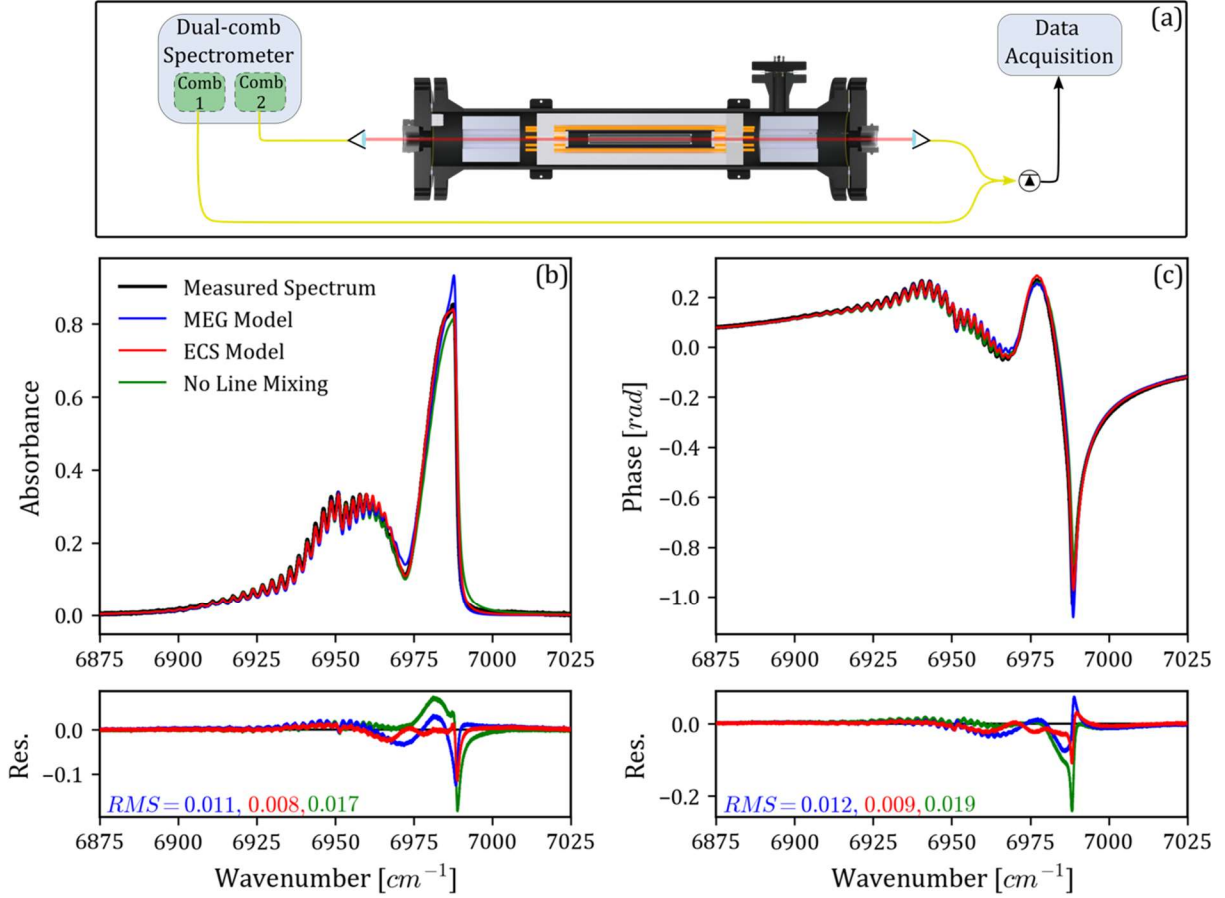 (a)
Dual-comb
Spectrometer
Comb
1
Comb
2
Data
Acquisition
(b)
Measured Spectrum
MEG Model
ECS Model
No Line Mixing
Absorbance
0.8
0.6
0.4
0.2
0.0
6875 6900 6925 6950 6975 7000 7025
Res.
0.0
−0.1
RMS = 0.011, 0.008, 0.017
6875 6900 6925 6950 6975 7000 7025
Wavenumber [cm⁻¹]
(c)
Phase [rad]
0.2
0.0
−0.2
−0.4
−0.6
−0.8
−1.0
6875 6900 6925 6950 6975 7000 7025
Res.
0.0
−0.2
RMS = 0.012, 0.009, 0.019
6875 6900 6925 6950 6975 7000 7025
Wavenumber [cm⁻¹]